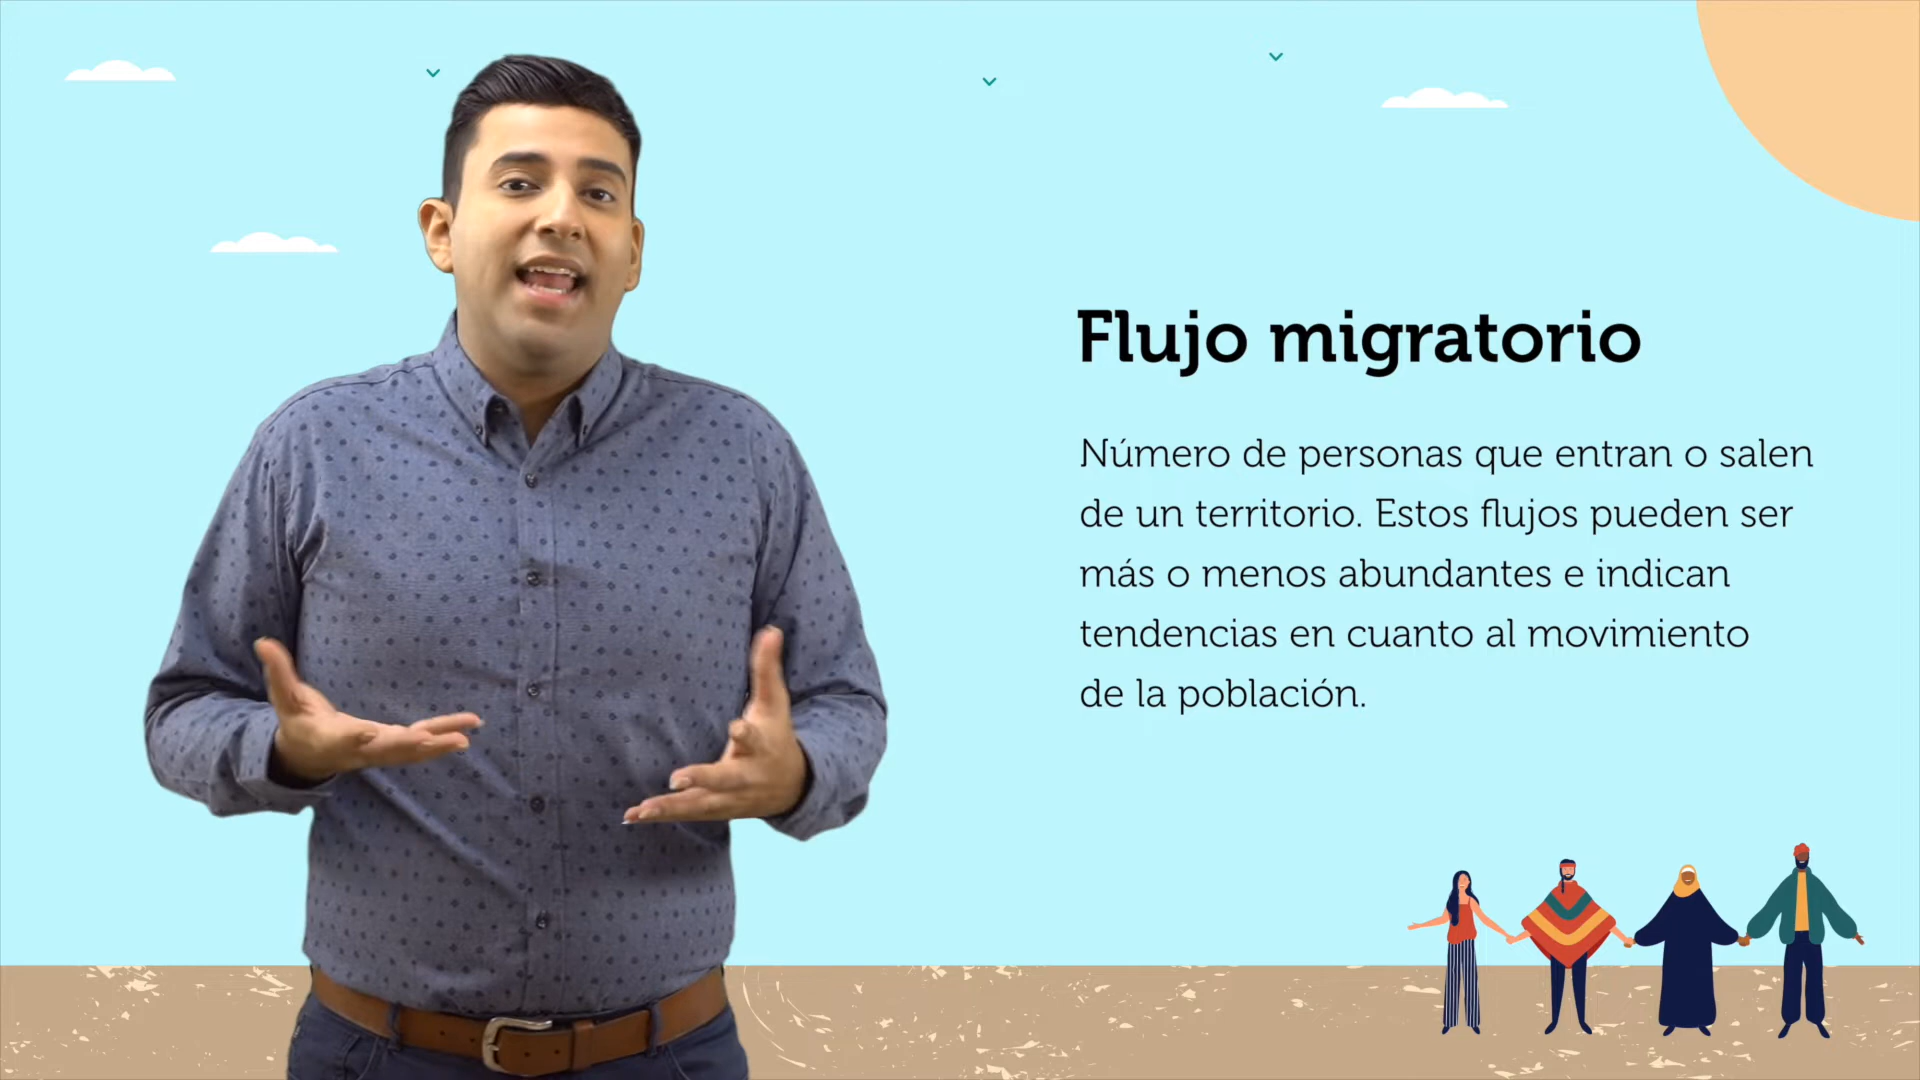 Flujo migratorio
Número de personas que entran o salen
de un territorio. Estos flujos pueden ser
más o menos abundantes e indican
tendencias en cuanto al movimiento
de la población.